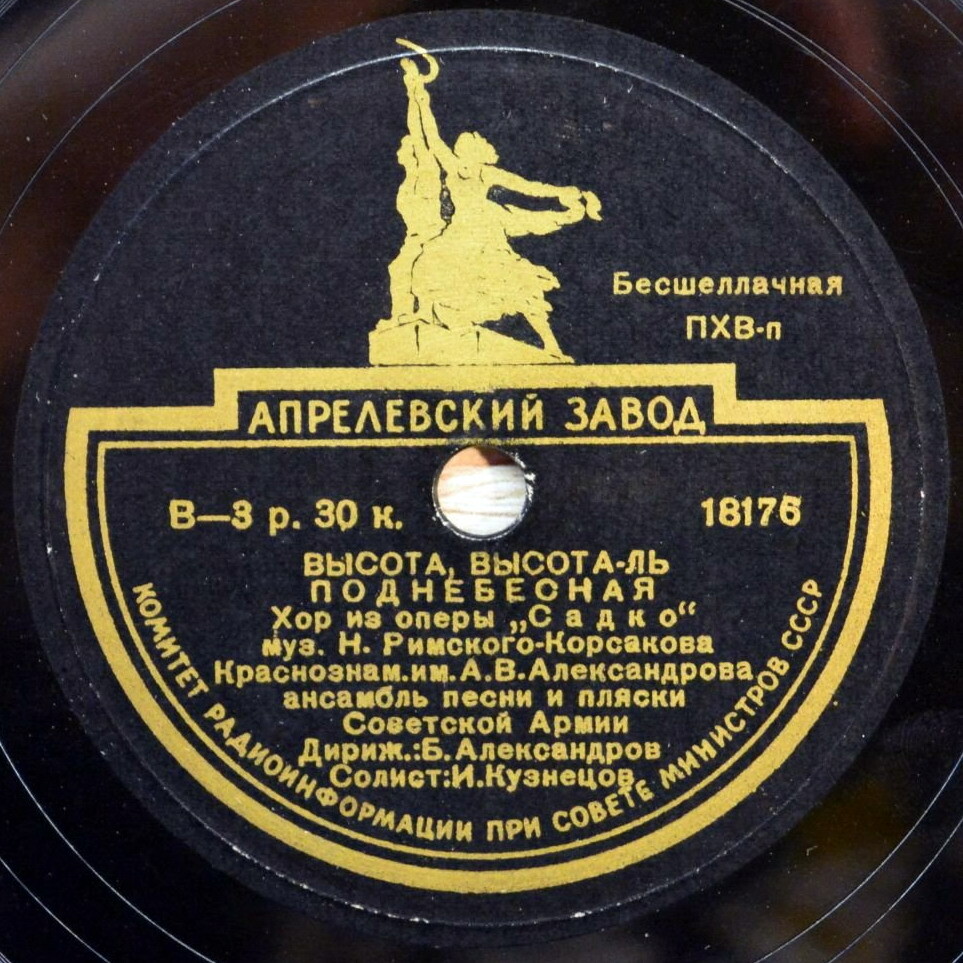 Бесшеллачная
ПХВ-п
АПРЕЛЕВСКИЙ ЗАВОД
В—3 р. 30 к.
18176
ВЫСОТА, ВЫСОТА-ЛЬ
ПОДНЕБЕСНАЯ
Хор из оперы „Садко“
муз. Н. Римского-Корсакова
Краснознам.им.А.В.Александрова
ансамбль песни и пляски
Советской Армии
Дириж.:Б.Александров
Солист:И.Кузнецов
КОМИТЕТ РАДИОИНФОРМАЦИИ ПРИ СОВЕТЕ МИНИСТРОВ СССР